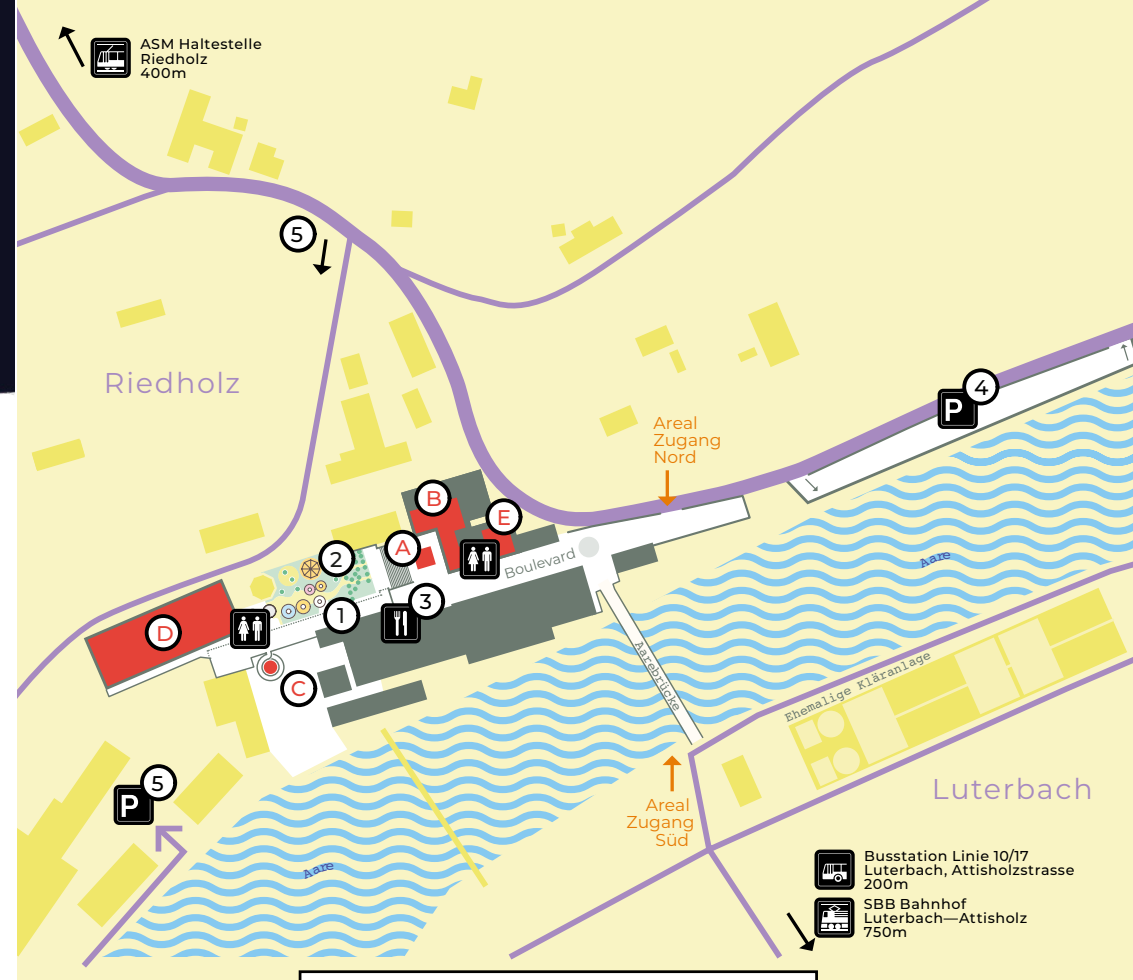 ASM Haltestelle
Riedholz
400m
5
Riedholz
4
P
Areal
Zugang
Nord
B
E
A
2
Boulevard
Aare
3
1
D
C
Aarebrücke
Ehemalige Kläranlage
5
P
Luterbach
Areal
Zugang
Süd
Aare
Busstation Linie 10/17
Luterbach, Attisholzstrasse
200m
SBB Bahnhof
Luterbach—Attisholz
750m